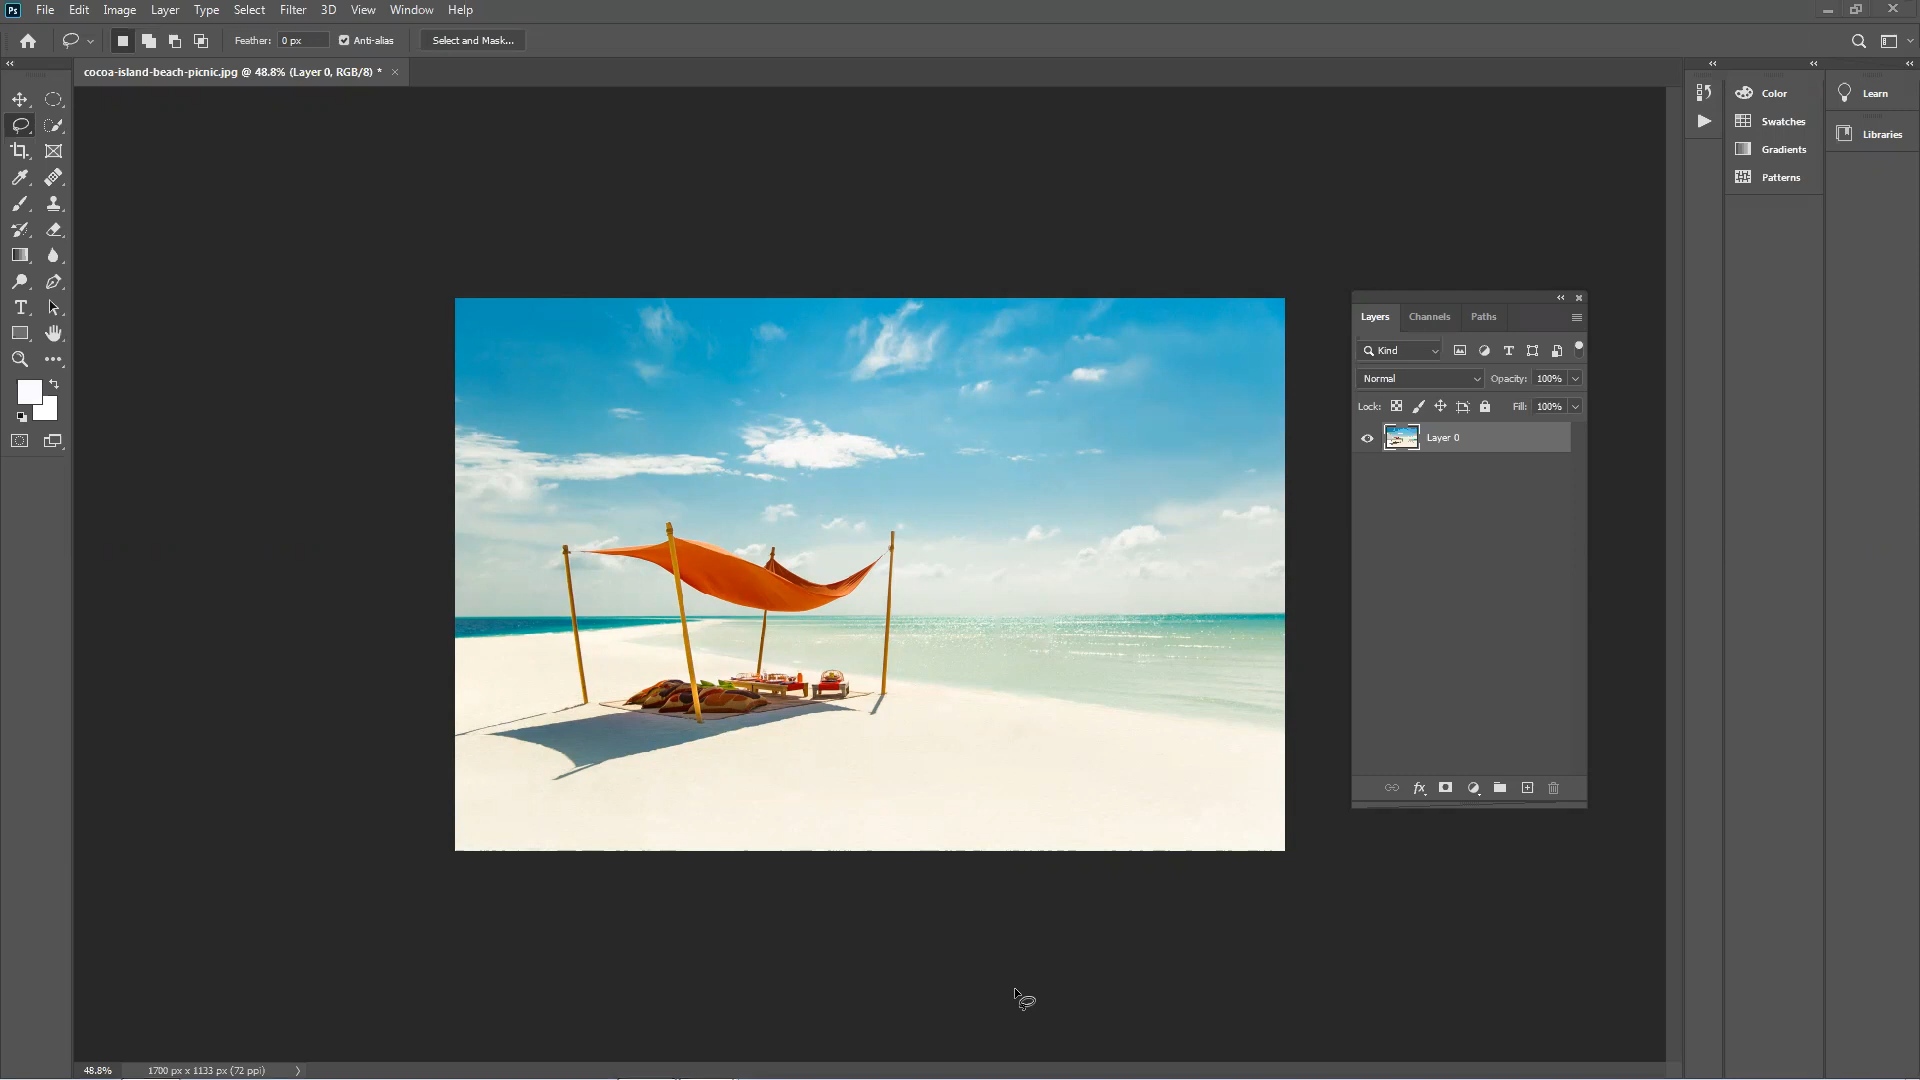 Ps File Edit Image Layer Type Select Filter 3D View Window Help
Feather: 0 px Anti-alias Select and Mask...
cocoa-island-beach-picnic.jpg @ 48.8% (Layer 0, RGB/8) *
Color
Swatches
Gradients
Patterns
Learn
Libraries
Layers Channels Paths
Kind
Normal Opacity: 100%
Lock: Fill: 100%
Layer 0
fx
48.8% 1700 px x 1133 px (72 ppi)